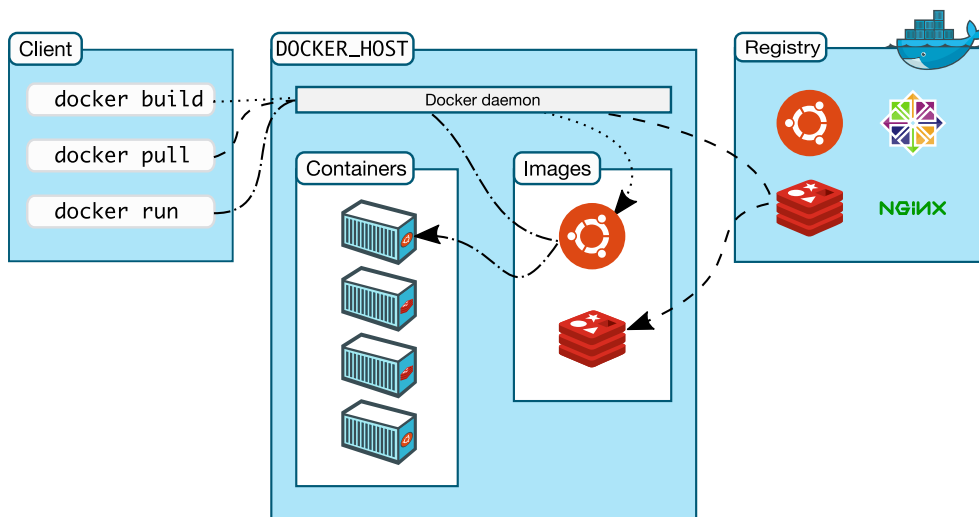 Client
docker build
docker pull
docker run
DOCKER_HOST
Docker daemon
Containers
Images
Registry
NGiNX